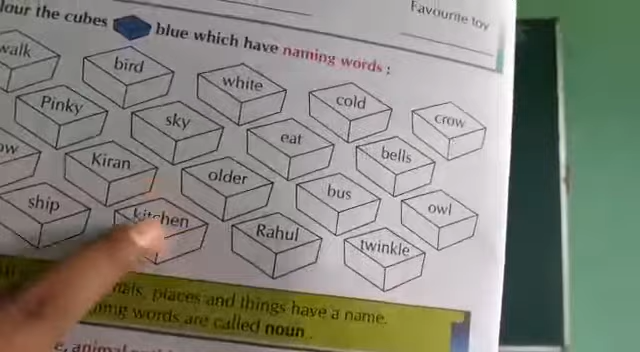 Favourite toy
lour the cubes blue which have naming words :
walk bird white cold crow
Pinky sky eat bells
ow Kiran older bus owl
ship kitchen Rahul twinkle
mals, places and things have a name.
ming words are called noun .